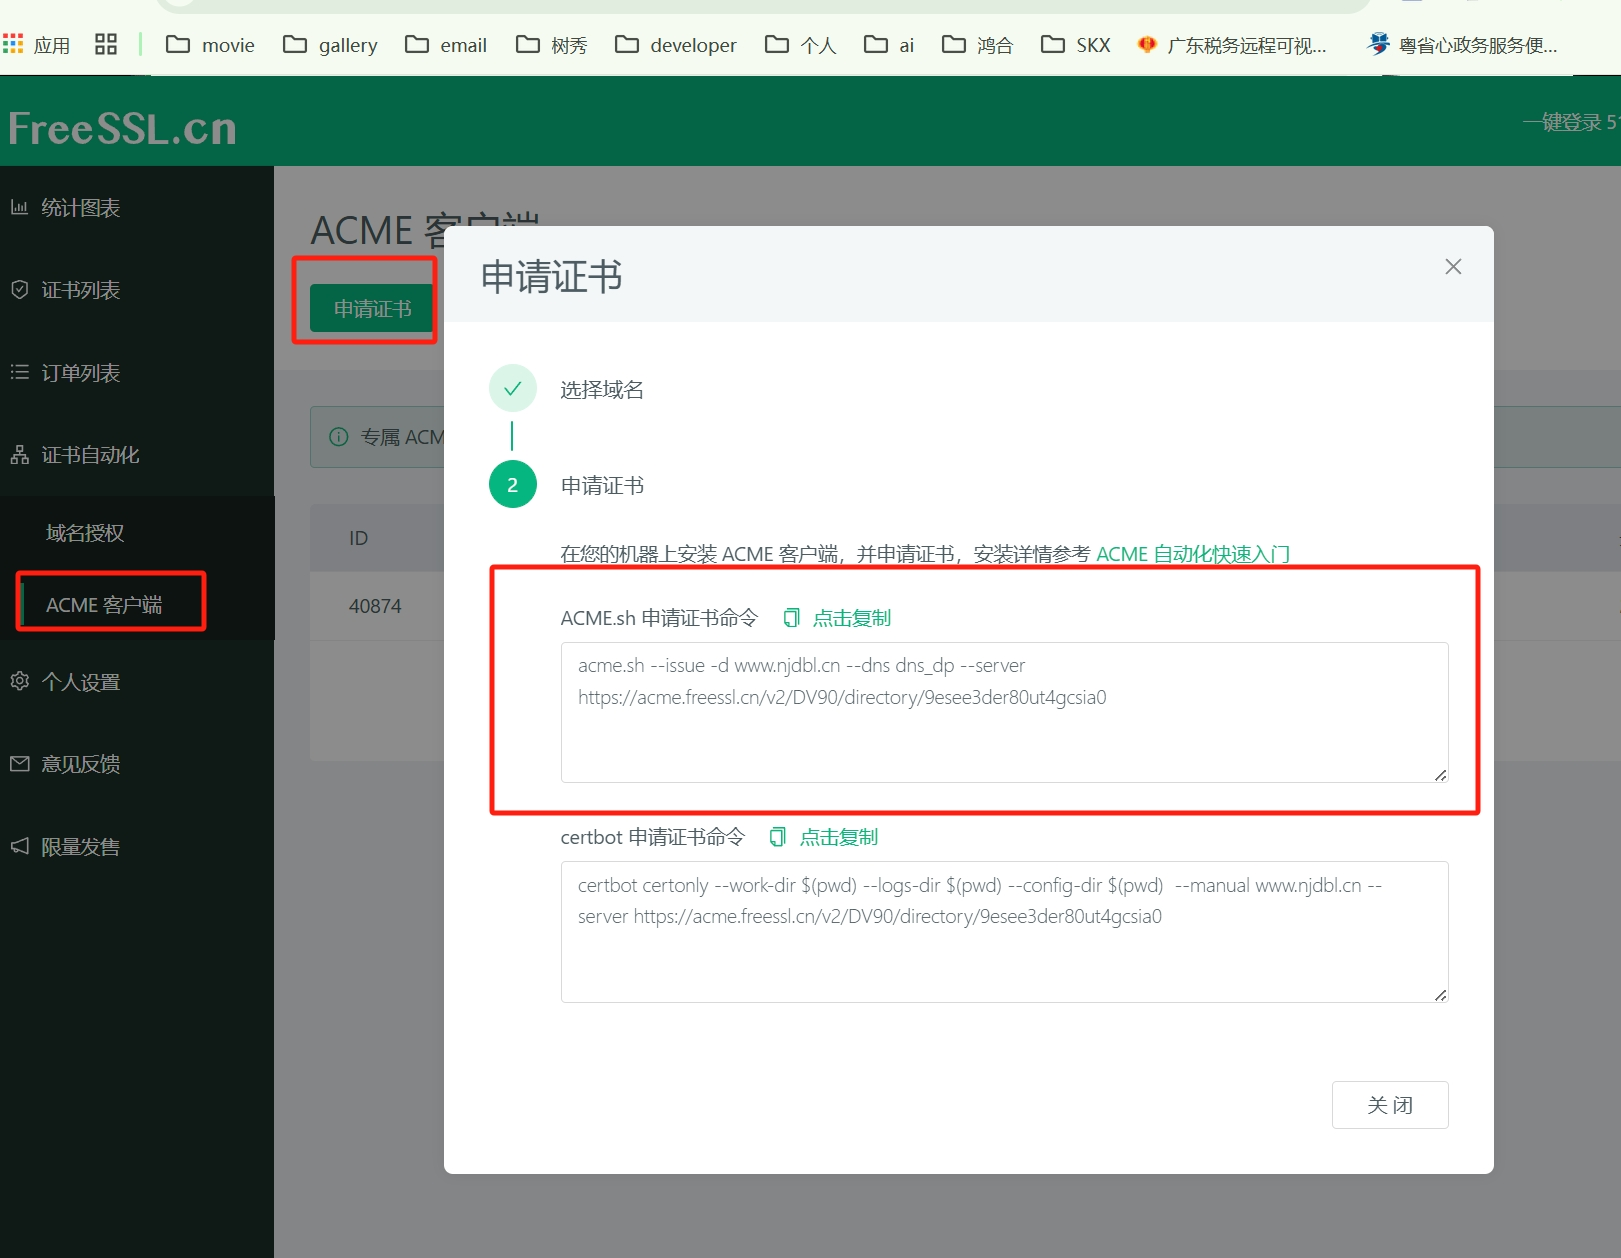 应用
movie
gallery
email
树秀
developer
个人
ai
鸿合
SKX
广东税务远程可视...
粤省心政务服务便...
FreeSSL.cn
一键登录 51
统计图表
证书列表
订单列表
证书自动化
域名授权
ACME 客户端
个人设置
意见反馈
限量发售
ACME 客户端
申请证书
专属 ACM
ID
40874
申请证书
选择域名
2
申请证书
在您的机器上安装 ACME 客户端，并申请证书，安装详情参考 ACME 自动化快速入门
ACME.sh 申请证书命令 点击复制
acme.sh --issue -d www.njdbl.cn --dns dns_dp --server
https://acme.freessl.cn/v2/DV90/directory/9esee3der80ut4gcsia0
certbot 申请证书命令 点击复制
certbot certonly --work-dir $(pwd) --logs-dir $(pwd) --config-dir $(pwd)  --manual www.njdbl.cn --
server https://acme.freessl.cn/v2/DV90/directory/9esee3der80ut4gcsia0
关 闭